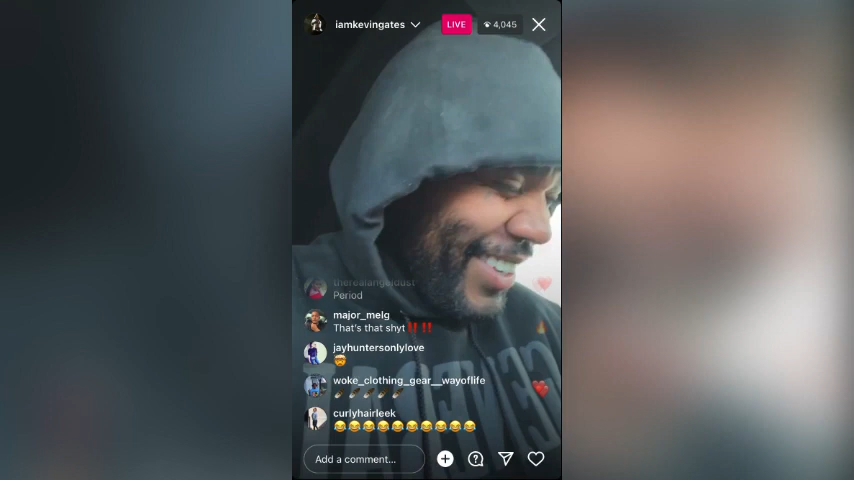 iamkevingates
LIVE
4,045
therealangeldust
Period
major_melg
That's that shyt‼️‼️
jayhuntersonlylove
🤯
woke_clothing_gear__wayoflife
curlyhairleek
😂😂😂😂😂😂😂😂😂😂
Add a comment...